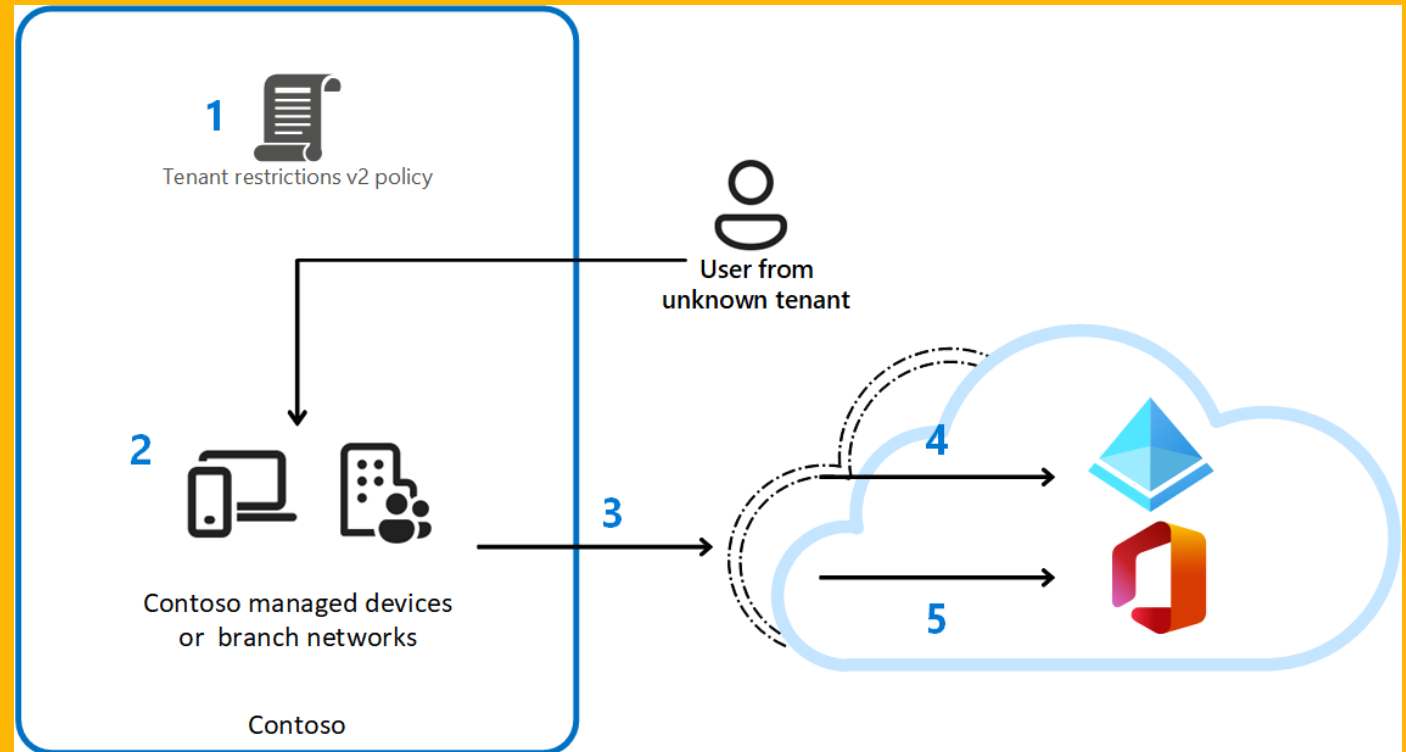 1
Tenant restrictions v2 policy
User from
unknown tenant
2
3
4
5
Contoso managed devices
or branch networks
Contoso